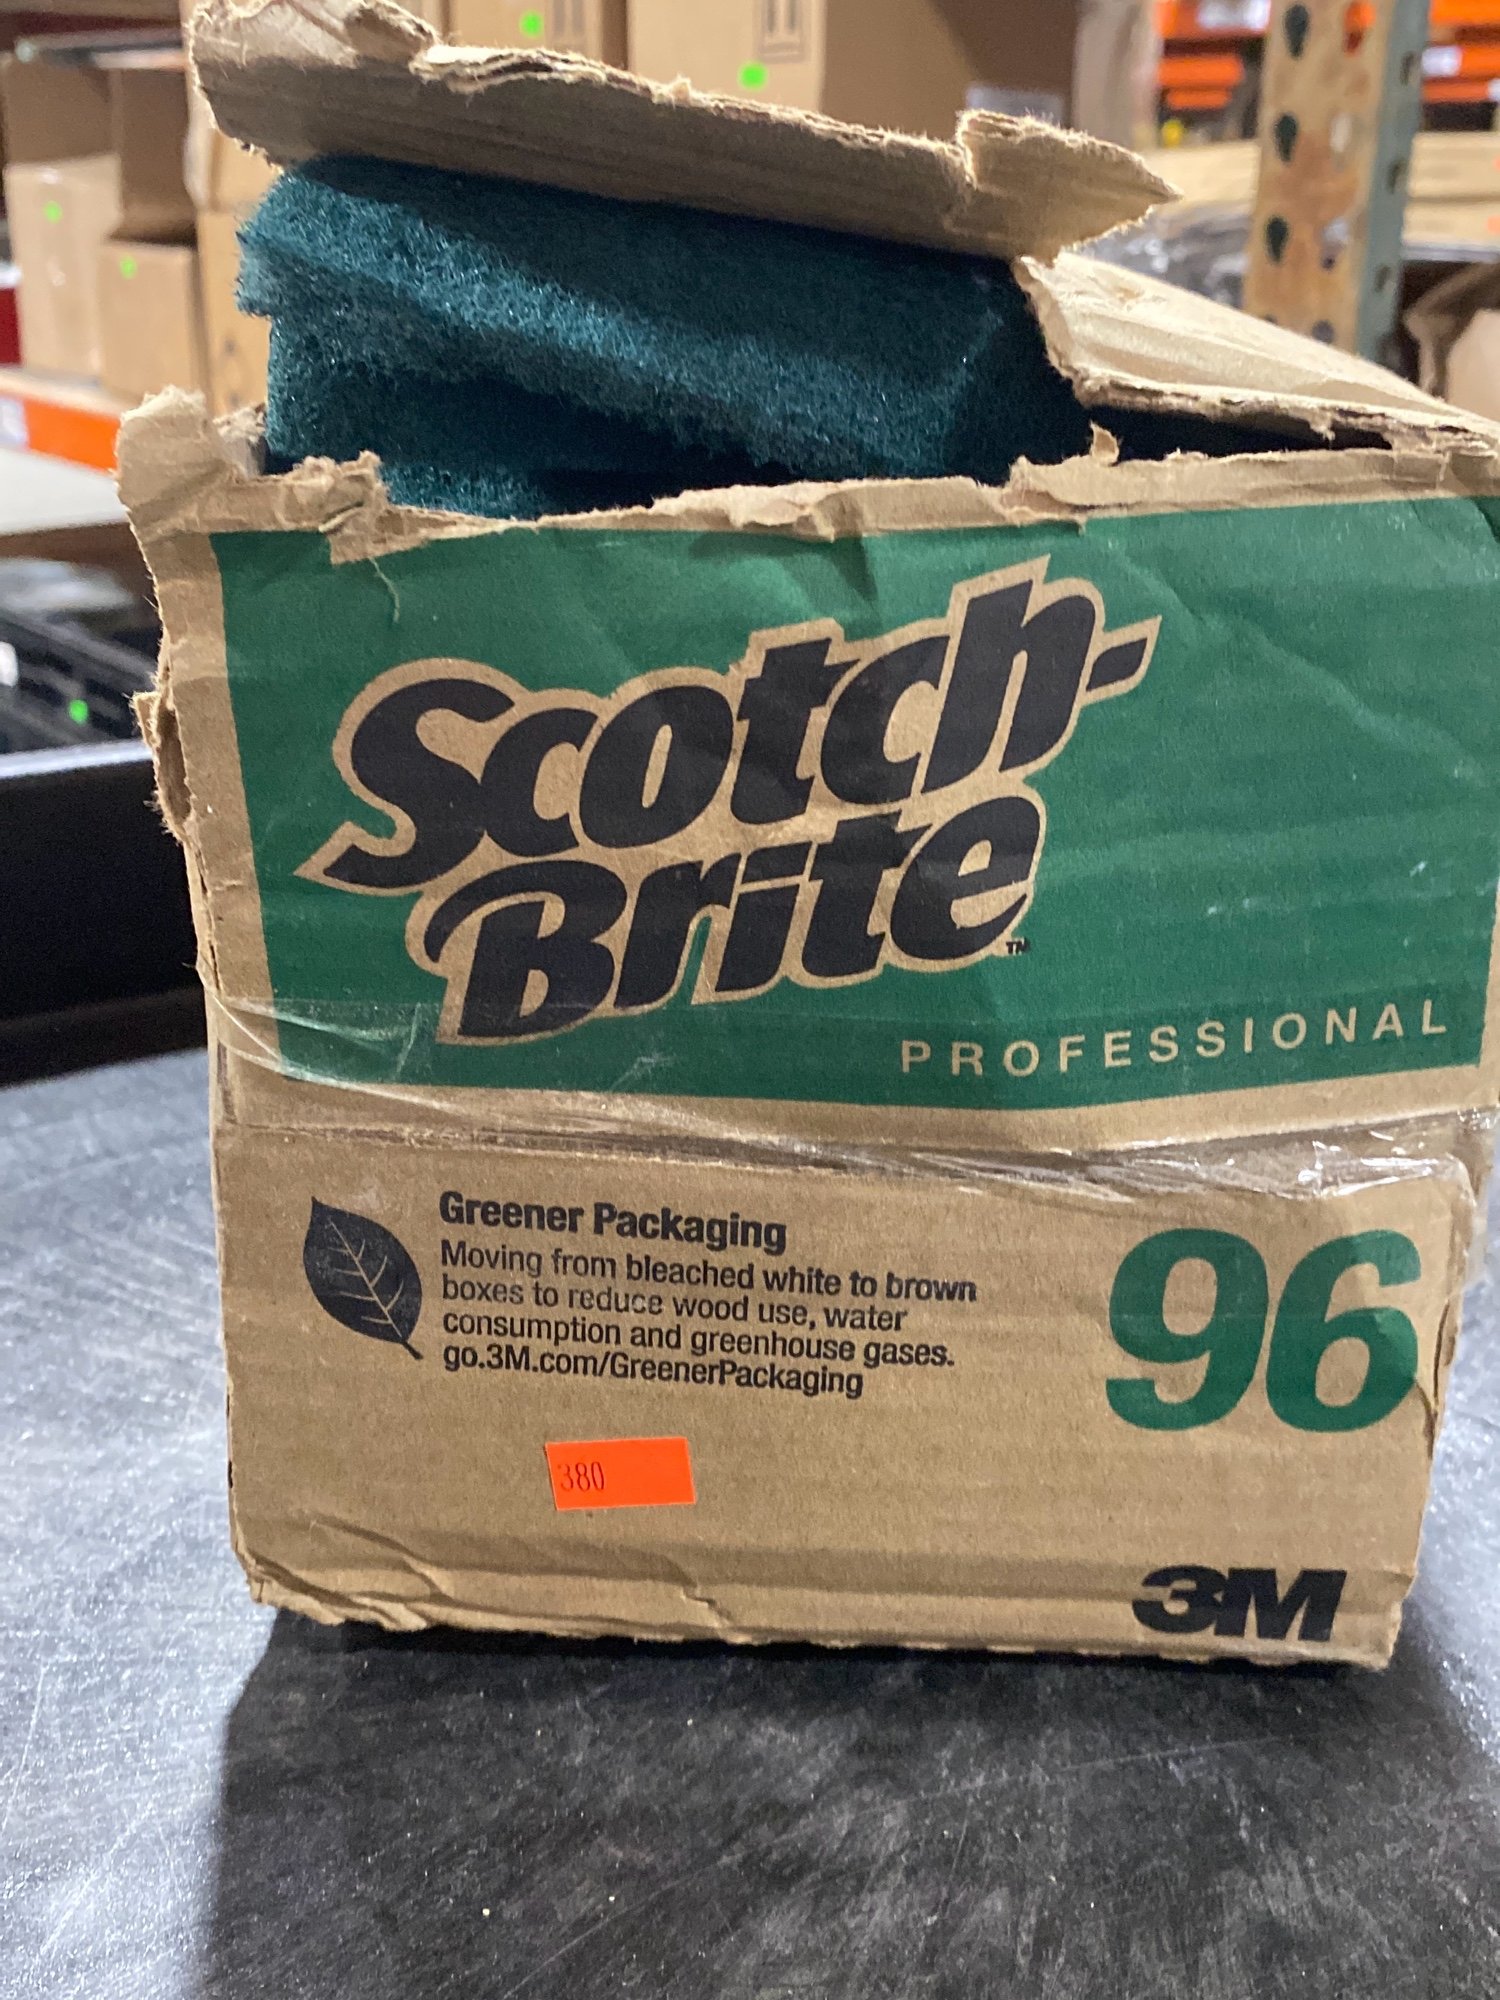 Scotch-
Brite™
PROFESSIONAL
Greener Packaging
Moving from bleached white to brown
boxes to reduce wood use, water
consumption and greenhouse gases.
go.3M.com/GreenerPackaging
96
380
3M